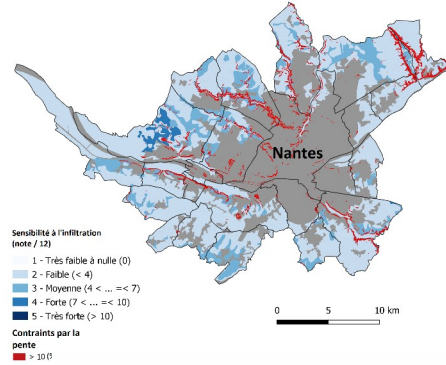 Nantes
Sensibilité à l'infiltration
(note / 12)
1 - Très faible à nulle (0)
2 - Faible (< 4)
3 - Moyenne (4 < ... =< 7)
4 - Forte (7 < ... =< 10)
5 - Très forte (> 10)
0 5 10 km
Contraints par la
pente
> 10